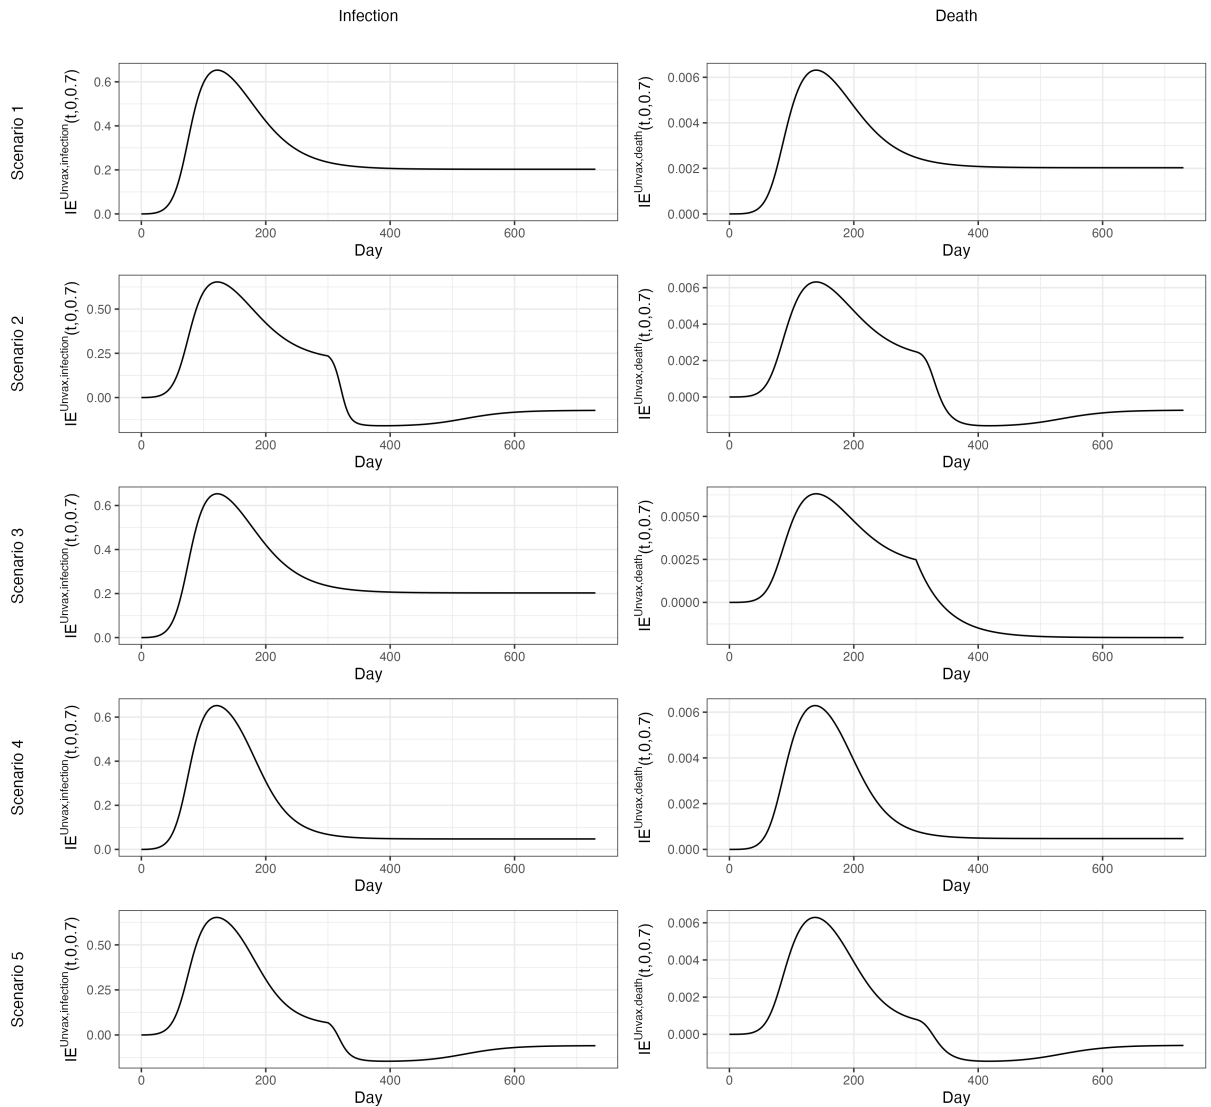 Infection Death
Scenario 1
IE^Unvax,infection(t,0,0.7)
0.6
0.4
0.2
0.0
0 200 400 600
Day
IE^Unvax,death(t,0,0.7)
0.006
0.004
0.002
0.000
0 200 400 600
Day
Scenario 2
IE^Unvax,infection(t,0,0.7)
0.50
0.25
0.00
0 200 400 600
Day
IE^Unvax,death(t,0,0.7)
0.006
0.004
0.002
0.000
0 200 400 600
Day
Scenario 3
IE^Unvax,infection(t,0,0.7)
0.6
0.4
0.2
0.0
0 200 400 600
Day
IE^Unvax,death(t,0,0.7)
0.0050
0.0025
0.0000
0 200 400 600
Day
Scenario 4
IE^Unvax,infection(t,0,0.7)
0.6
0.4
0.2
0.0
0 200 400 600
Day
IE^Unvax,death(t,0,0.7)
0.006
0.004
0.002
0.000
0 200 400 600
Day
Scenario 5
IE^Unvax,infection(t,0,0.7)
0.50
0.25
0.00
0 200 400 600
Day
IE^Unvax,death(t,0,0.7)
0.006
0.004
0.002
0.000
0 200 400 600
Day